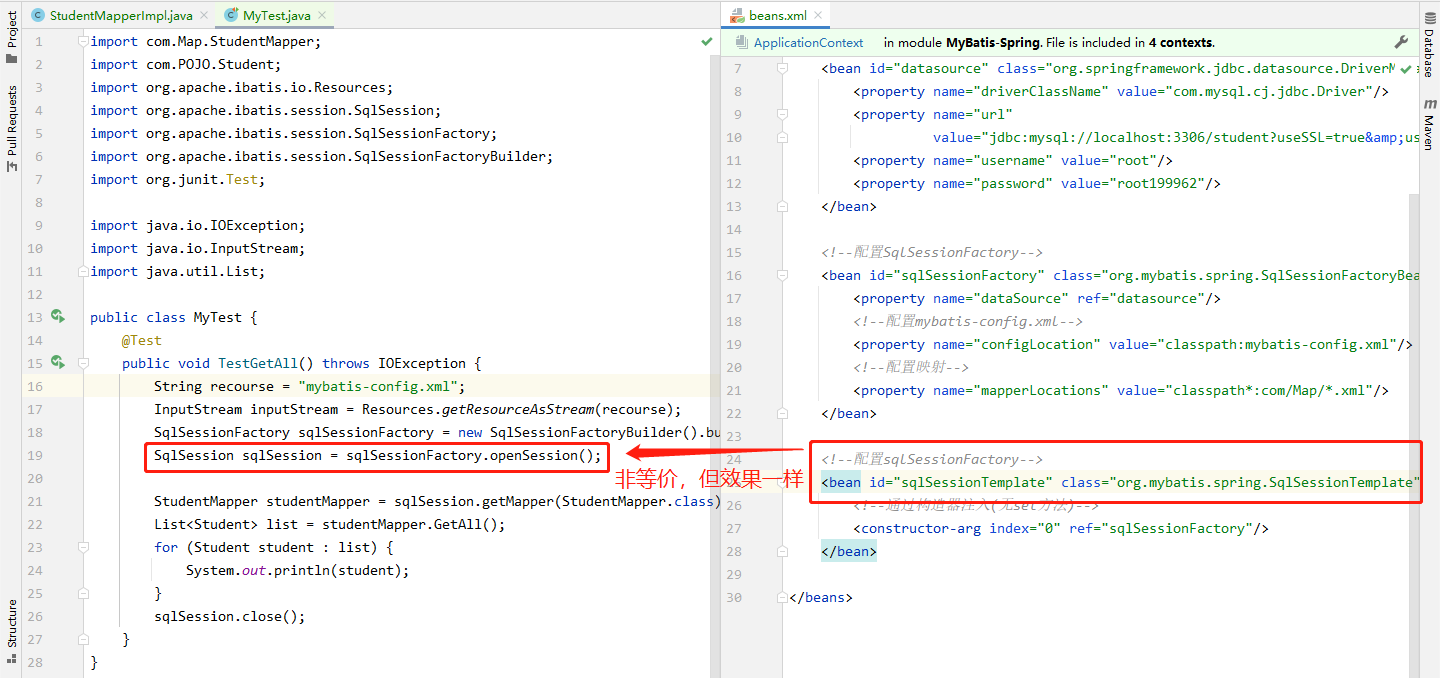 StudentMapperImpl.java
MyTest.java
Project
Pull Requests
Structure
1 import com.Map.StudentMapper;
2 import com.POJO.Student;
3 import org.apache.ibatis.io.Resources;
4 import org.apache.ibatis.session.SqlSession;
5 import org.apache.ibatis.session.SqlSessionFactory;
6 import org.apache.ibatis.session.SqlSessionFactoryBuilder;
7 import org.junit.Test;
8
9 import java.io.IOException;
10 import java.io.InputStream;
11 import java.util.List;
12
13 public class MyTest {
14 @Test
15 public void TestGetAll() throws IOException {
16 String recourse = "mybatis-config.xml";
17 InputStream inputStream = Resources.getResourceAsStream(recourse);
18 SqlSessionFactory sqlSessionFactory = new SqlSessionFactoryBuilder().bu
19 SqlSession sqlSession = sqlSessionFactory.openSession();
20
21 StudentMapper studentMapper = sqlSession.getMapper(StudentMapper.class)
22 List<Student> list = studentMapper.GetAll();
23 for (Student student : list) {
24 System.out.println(student);
25 }
26 sqlSession.close();
27 }
28 }
非等价，但效果一样
beans.xml
ApplicationContext in module MyBatis-Spring. File is included in 4 contexts.
7 <bean id="datasource" class="org.springframework.jdbc.datasource.DriverM
8 <property name="driverClassName" value="com.mysql.cj.jdbc.Driver"/>
9 <property name="url"
10 value="jdbc:mysql://localhost:3306/student?useSSL=true&amp;us
11 <property name="username" value="root"/>
12 <property name="password" value="root199962"/>
13 </bean>
14
15 <!--配置SqlSessionFactory-->
16 <bean id="sqlSessionFactory" class="org.mybatis.spring.SqlSessionFactoryBea
17 <property name="dataSource" ref="datasource"/>
18 <!--配置mybatis-config.xml-->
19 <property name="configLocation" value="classpath:mybatis-config.xml"/>
20 <!--配置映射-->
21 <property name="mapperLocations" value="classpath*:com/Map/*.xml"/>
22 </bean>
23
24 <!--配置sqlSessionFactory-->
<bean id="sqlSessionTemplate" class="org.mybatis.spring.SqlSessionTemplate"
26 <!--通过构造器注入(无set方法)-->
27 <constructor-arg index="0" ref="sqlSessionFactory"/>
28 </bean>
29
30 </beans>
Database
m Maven